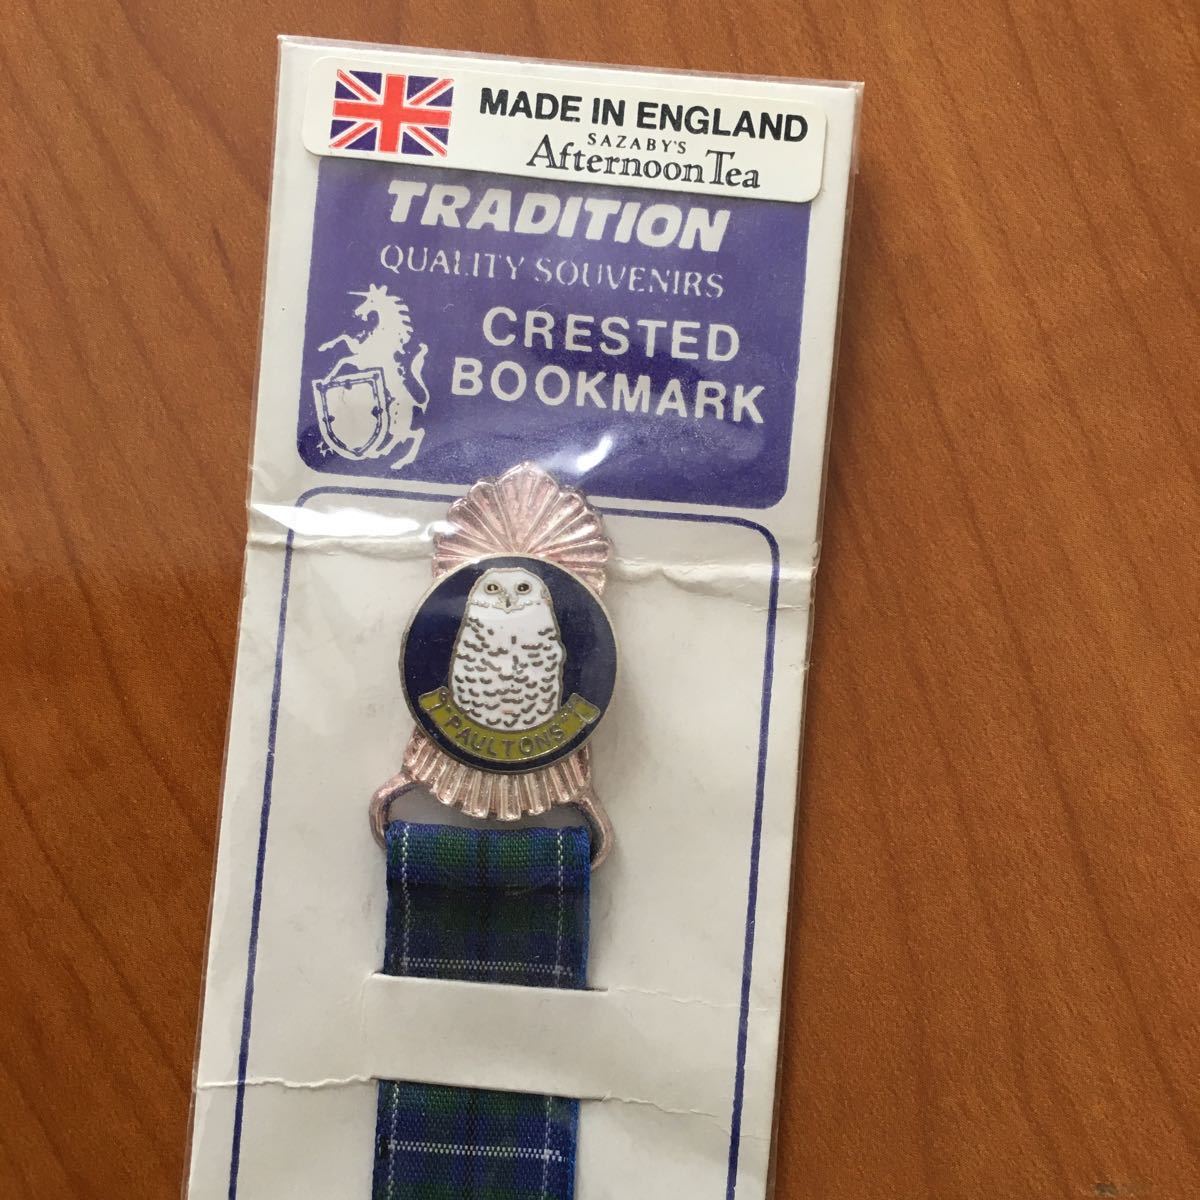 MADE IN ENGLAND
SAZABY'S
Afternoon Tea
TRADITION
QUALITY SOUVENIRS
CRESTED
BOOKMARK
"PAULTONS"